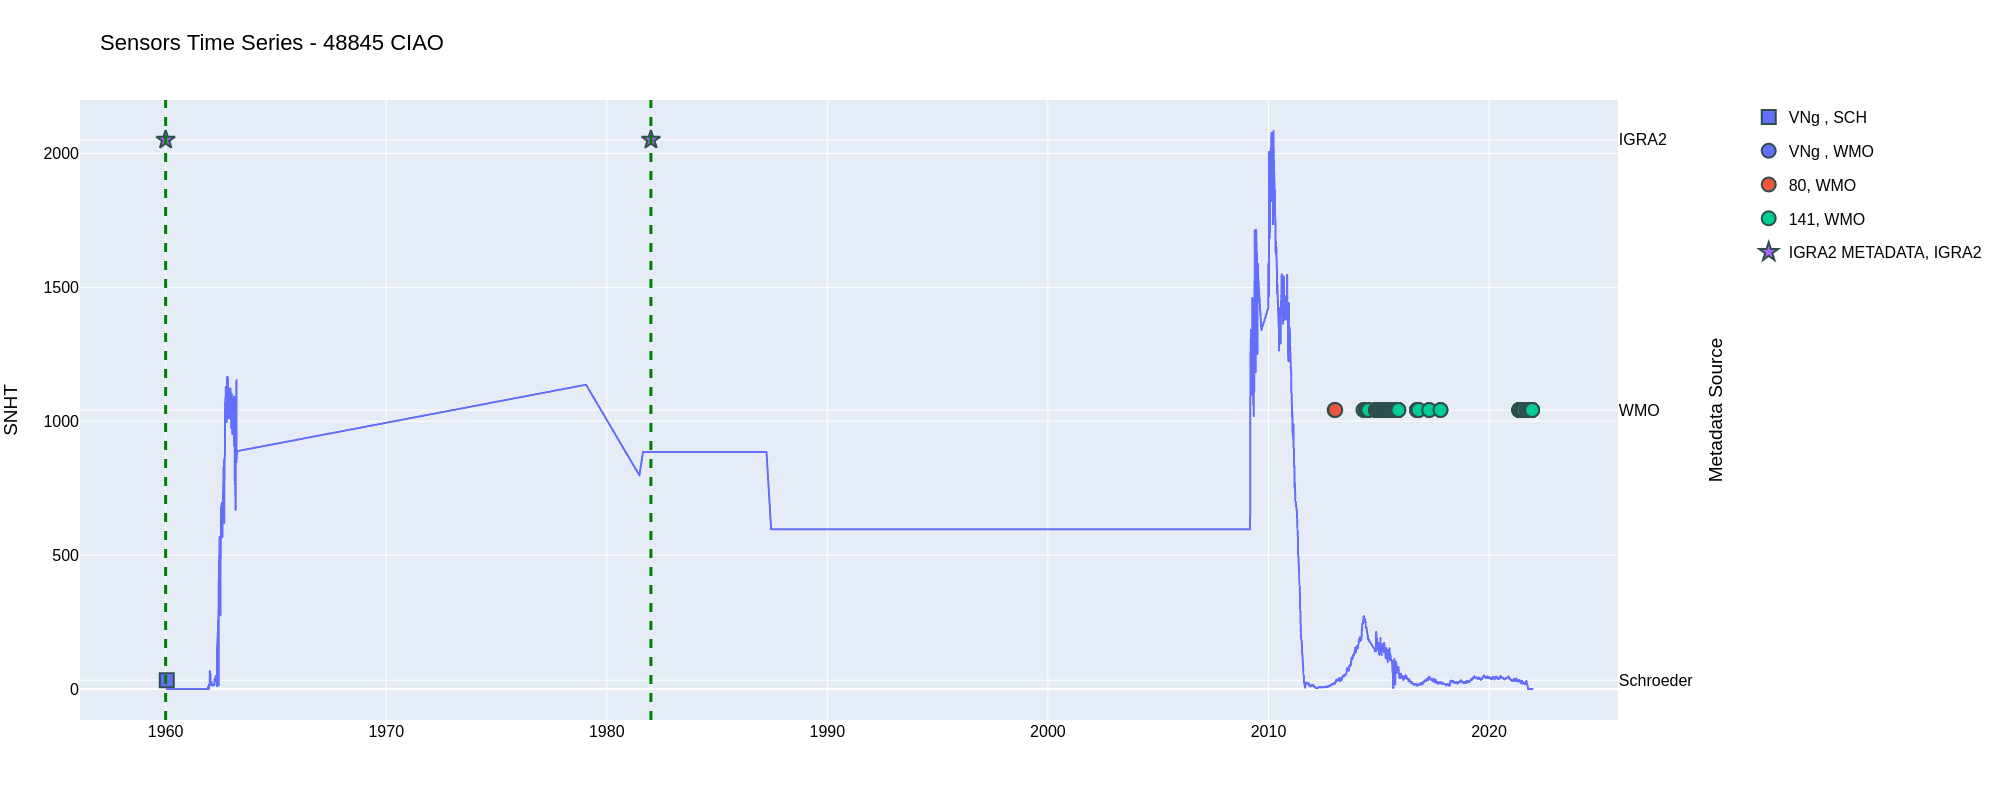 Sensors Time Series - 48845 CIAO
VNg , SCH
VNg , WMO
80, WMO
141, WMO
IGRA2 METADATA, IGRA2
2000
1500
1000
500
0
SNHT
IGRA2
WMO
Schroeder
Metadata Source
1960 1970 1980 1990 2000 2010 2020